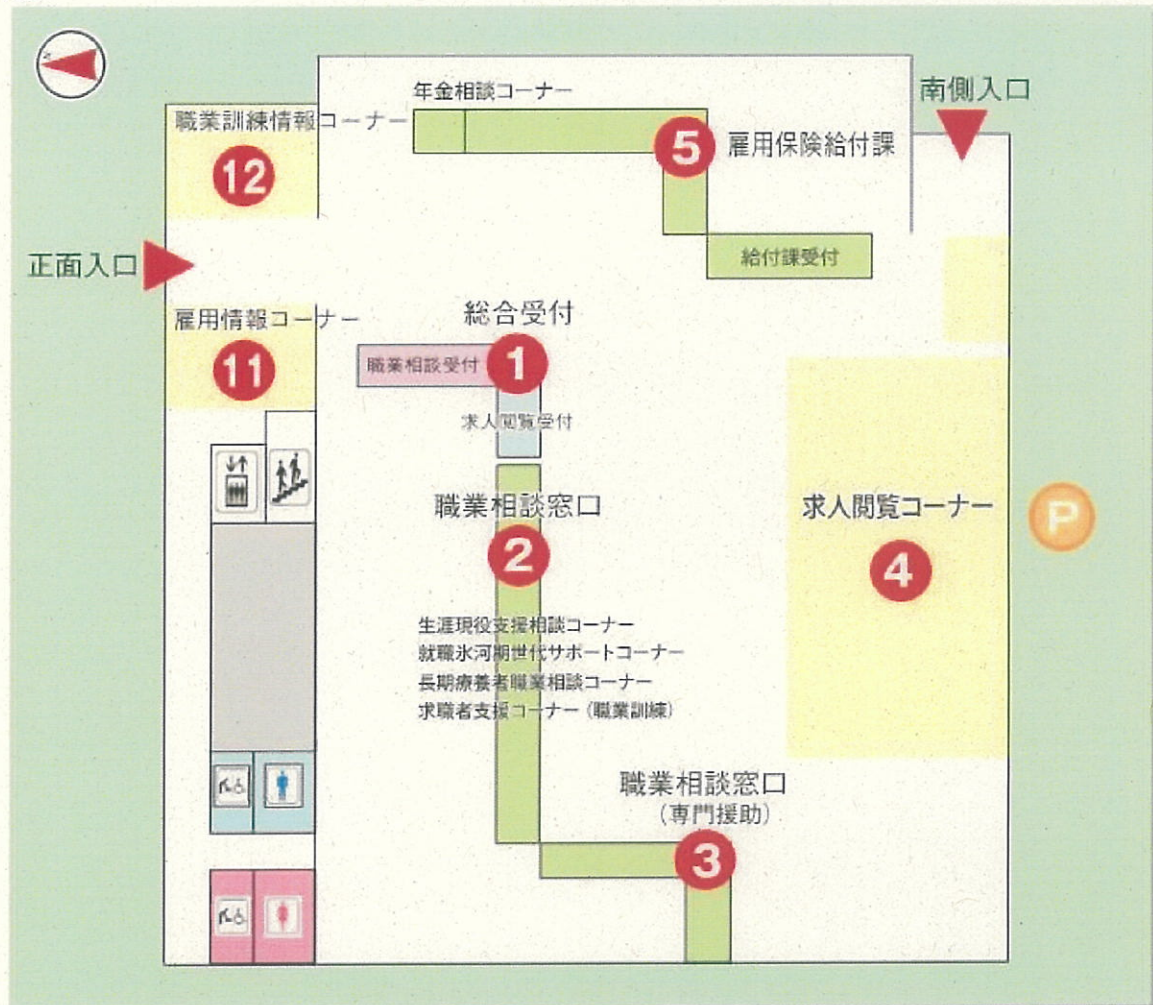 年金相談コーナー
南側入口
職業訓練情報コーナー
12
5
雇用保険給付課
正面入口
給付課受付
雇用情報コーナー
11
総合受付
職業相談受付
1
求人閲覧受付
職業相談窓口
2
求人閲覧コーナー
4
P
生涯現役支援相談コーナー
就職氷河期世代サポートコーナー
長期療養者職業相談コーナー
求職者支援コーナー(職業訓練)
職業相談窓口
(専門援助)
3